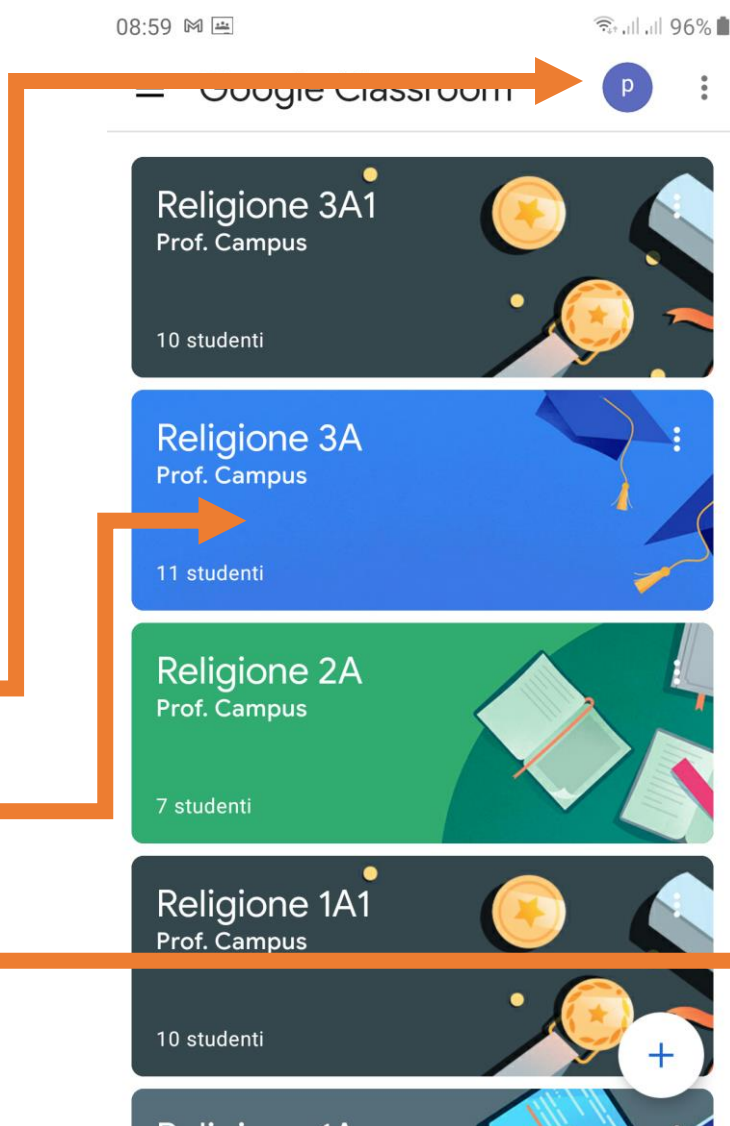 08:59 96%
Google Classroom p
Religione 3A1
Prof. Campus
10 studenti
Religione 3A
Prof. Campus
11 studenti
Religione 2A
Prof. Campus
7 studenti
Religione 1A1
Prof. Campus
10 studenti